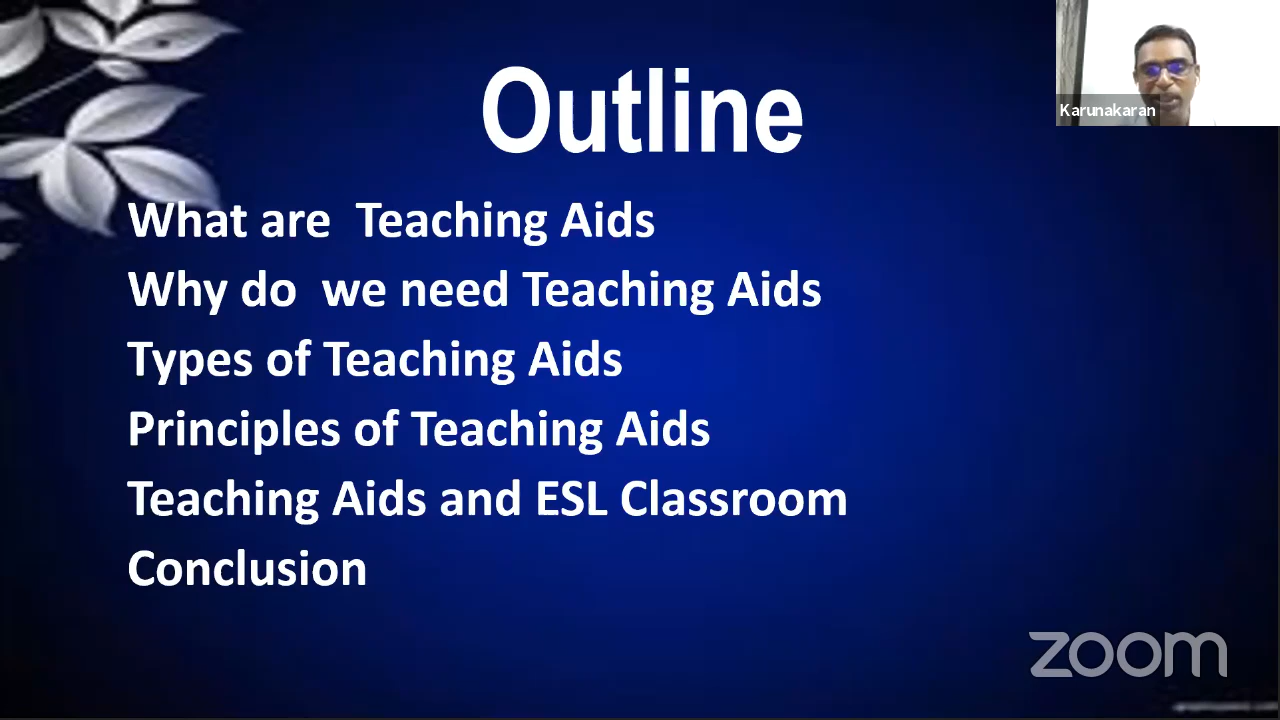 Outline
Karunakaran
What are  Teaching Aids
Why do  we need Teaching Aids
Types of Teaching Aids
Principles of Teaching Aids
Teaching Aids and ESL Classroom
Conclusion
zoom